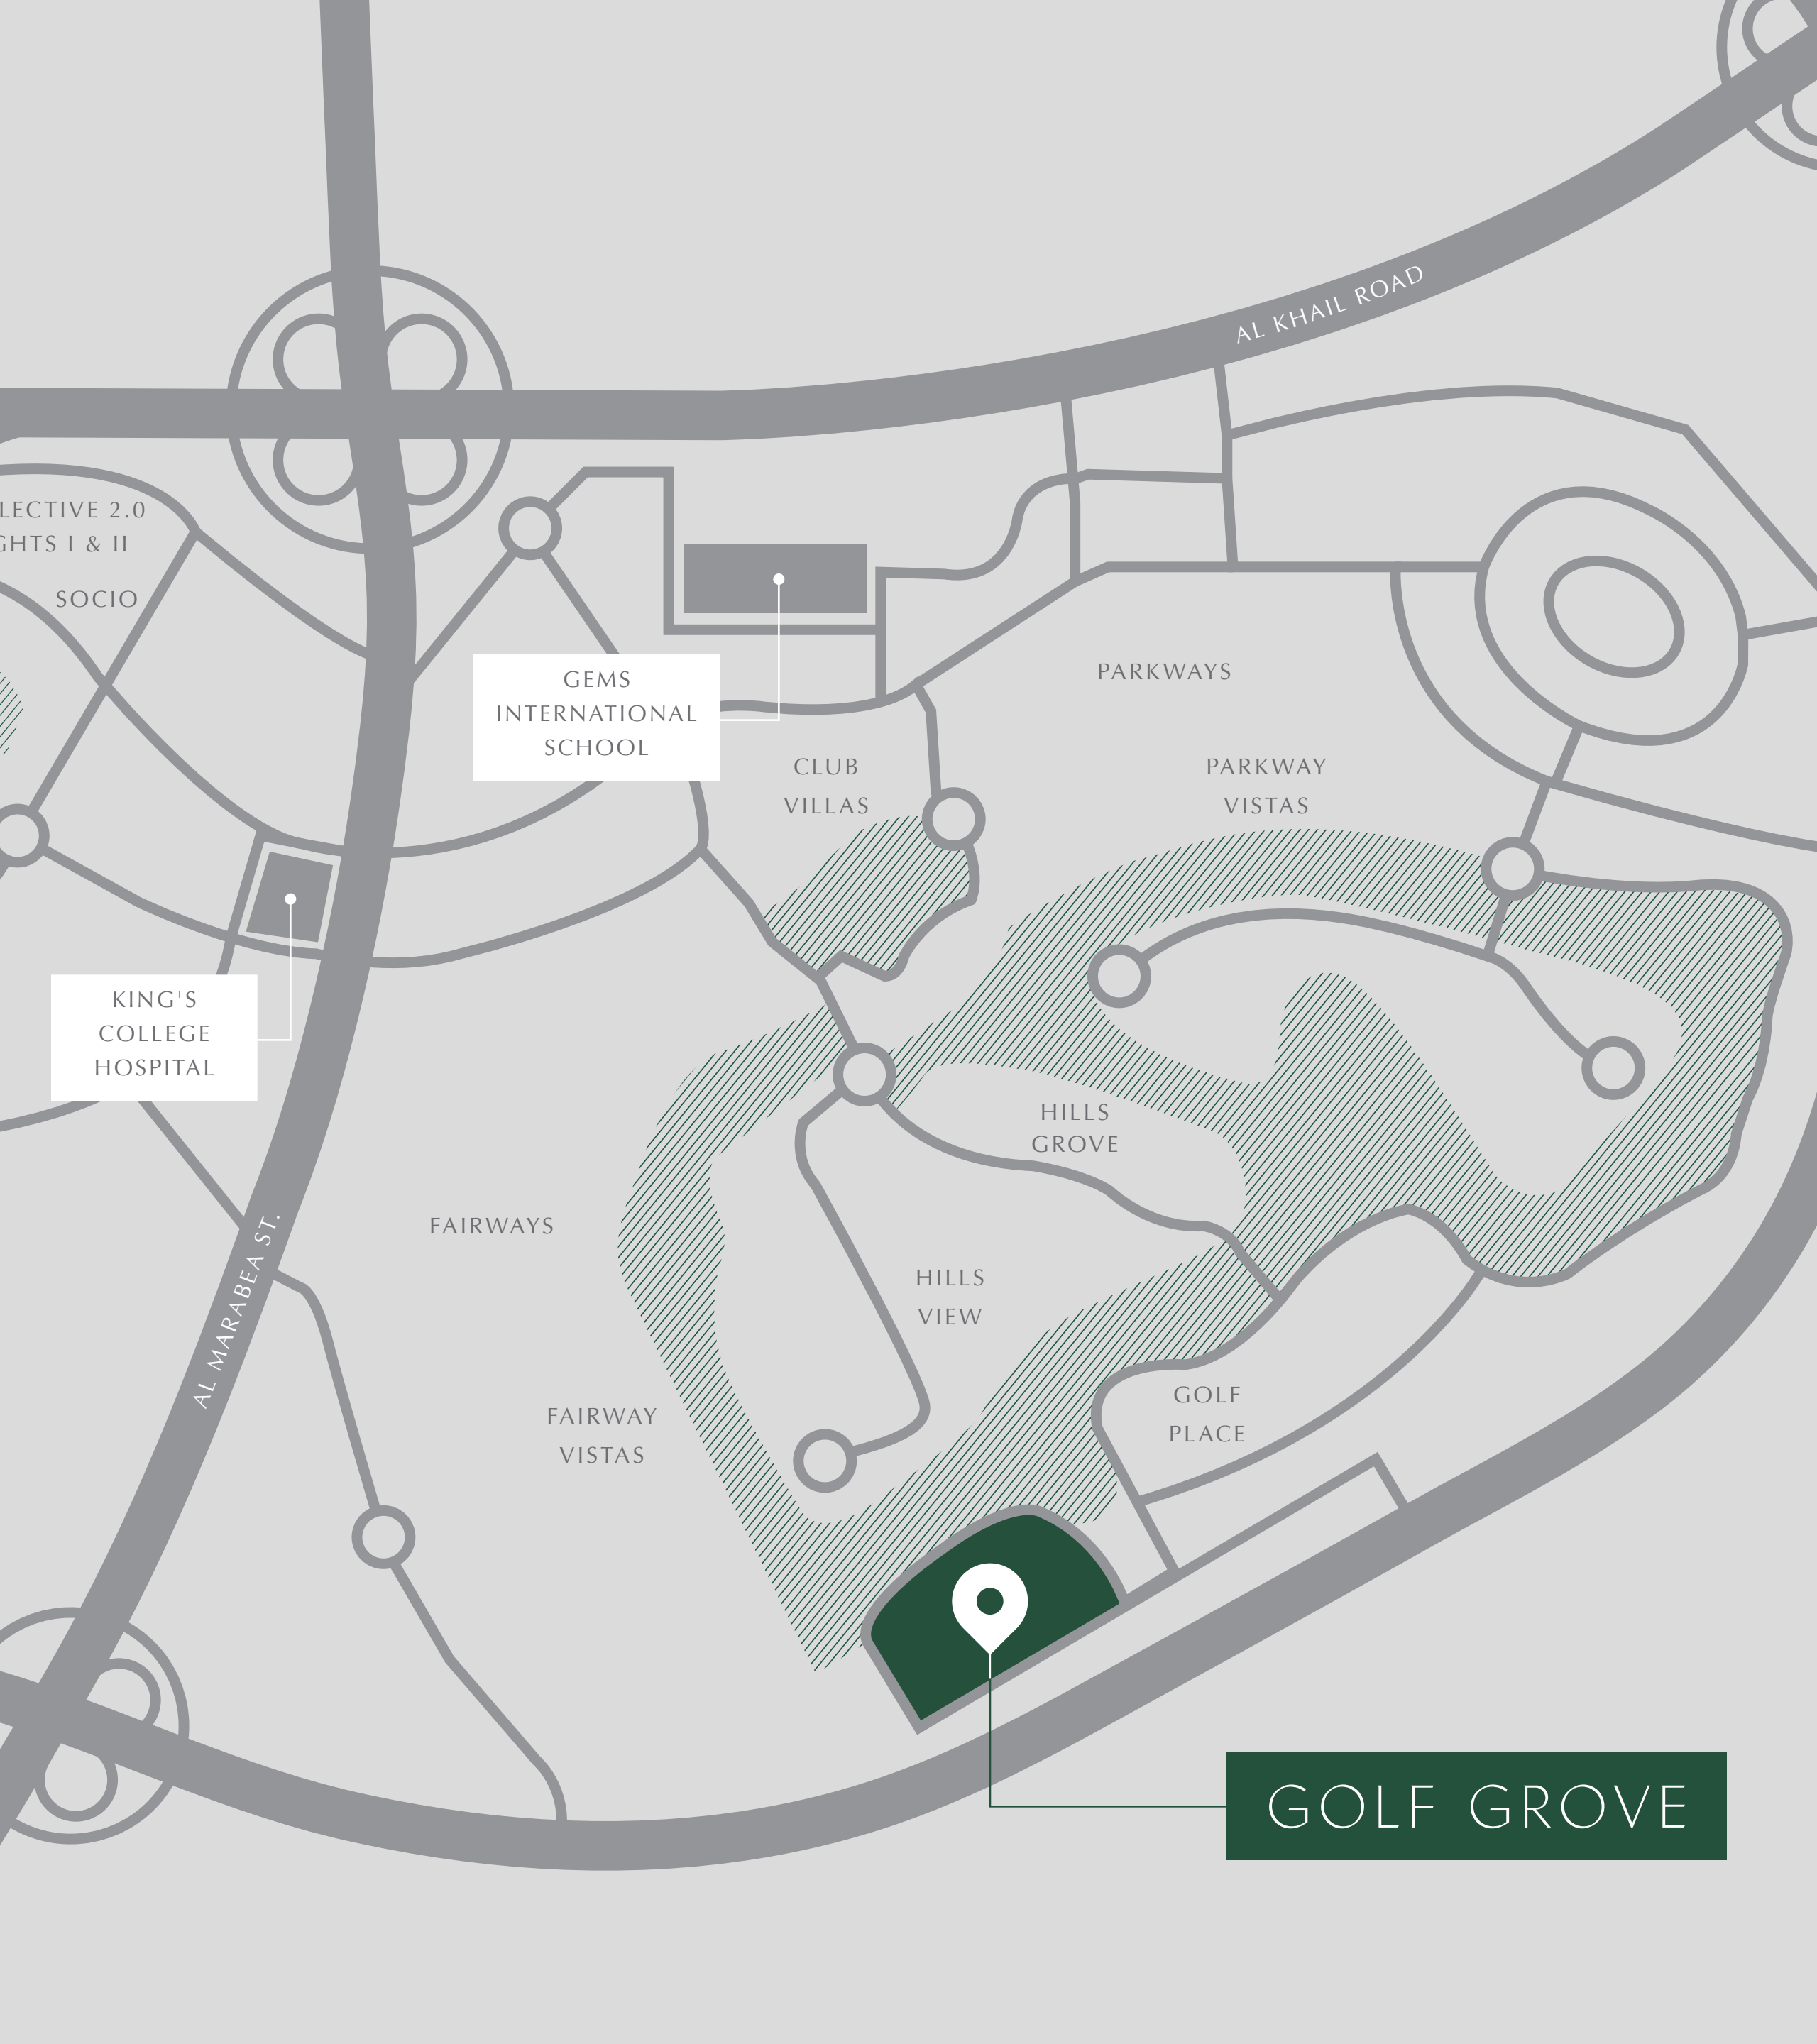 AL KHAIL ROAD
LECTIVE 2.0
GHTS I & II
SOCIO
GEMS
INTERNATIONAL
SCHOOL
PARKWAYS
CLUB
VILLAS
PARKWAY
VISTAS
KING'S
COLLEGE
HOSPITAL
HILLS
GROVE
FAIRWAYS
AL MARABEA ST.
HILLS
VIEW
FAIRWAY
VISTAS
GOLF
PLACE
GOLF GROVE